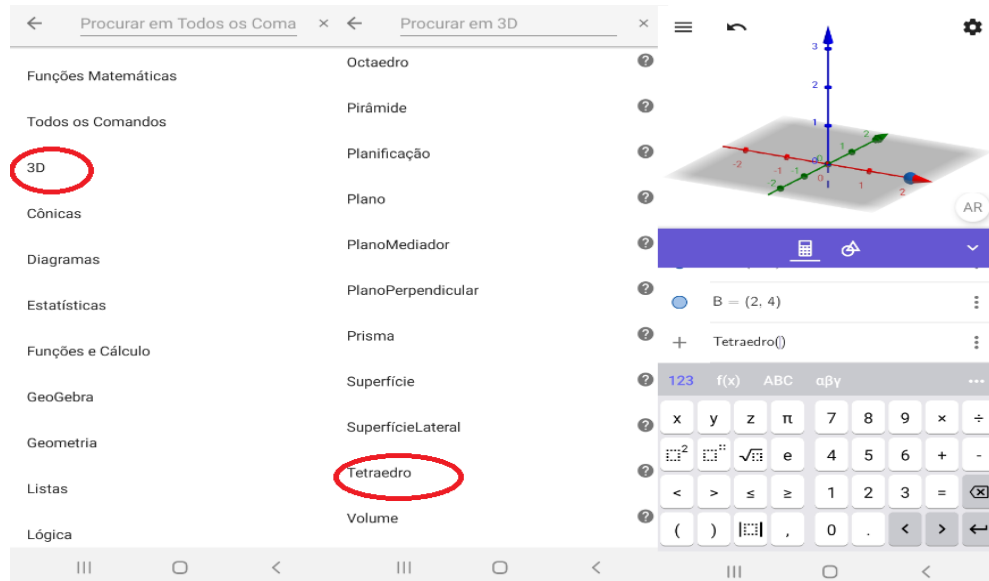 Procurar em Todos os Coma
Funções Matemáticas
Todos os Comandos
3D
Cônicas
Diagramas
Estatísticas
Funções e Cálculo
GeoGebra
Geometria
Listas
Lógica
Procurar em 3D
Octaedro
Pirâmide
Planificação
Plano
PlanoMediador
PlanoPerpendicular
Prisma
Superfície
SuperfícieLateral
Tetraedro
Volume
3
2
1
0
-2 -1 0 1 2
-2 -1 1 2
AR
B = (2, 4)
Tetraedro()
123 f(x) ABC αβγ
x y z π 7 8 9 × ÷
2 √ e 4 5 6 + -
< > ≤ ≥ 1 2 3 =
( ) | | , 0 . < >